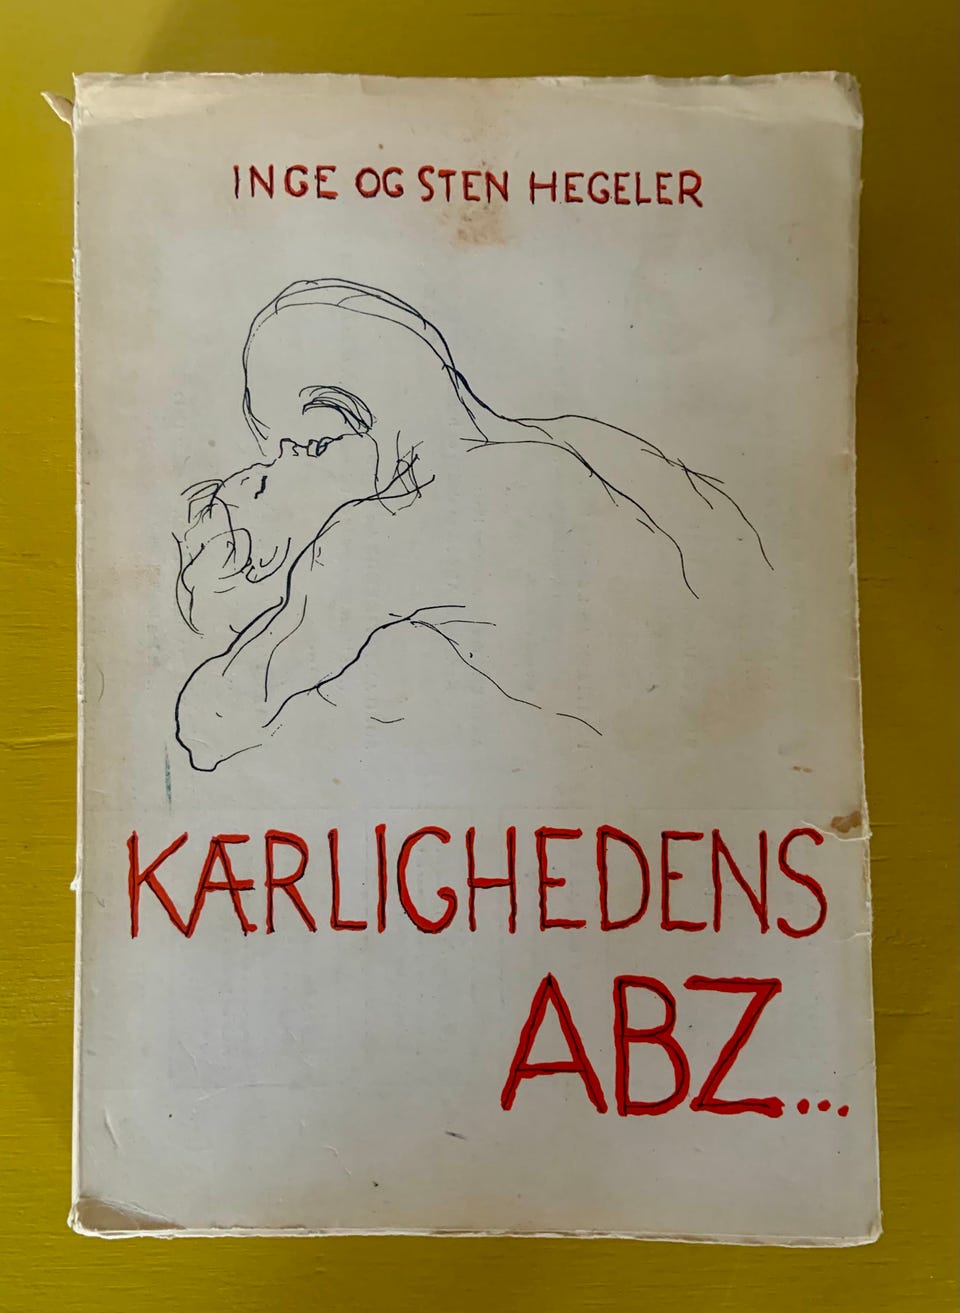 INGE OG STEN HEGELER
KÆRLIGHEDENS
ABZ...